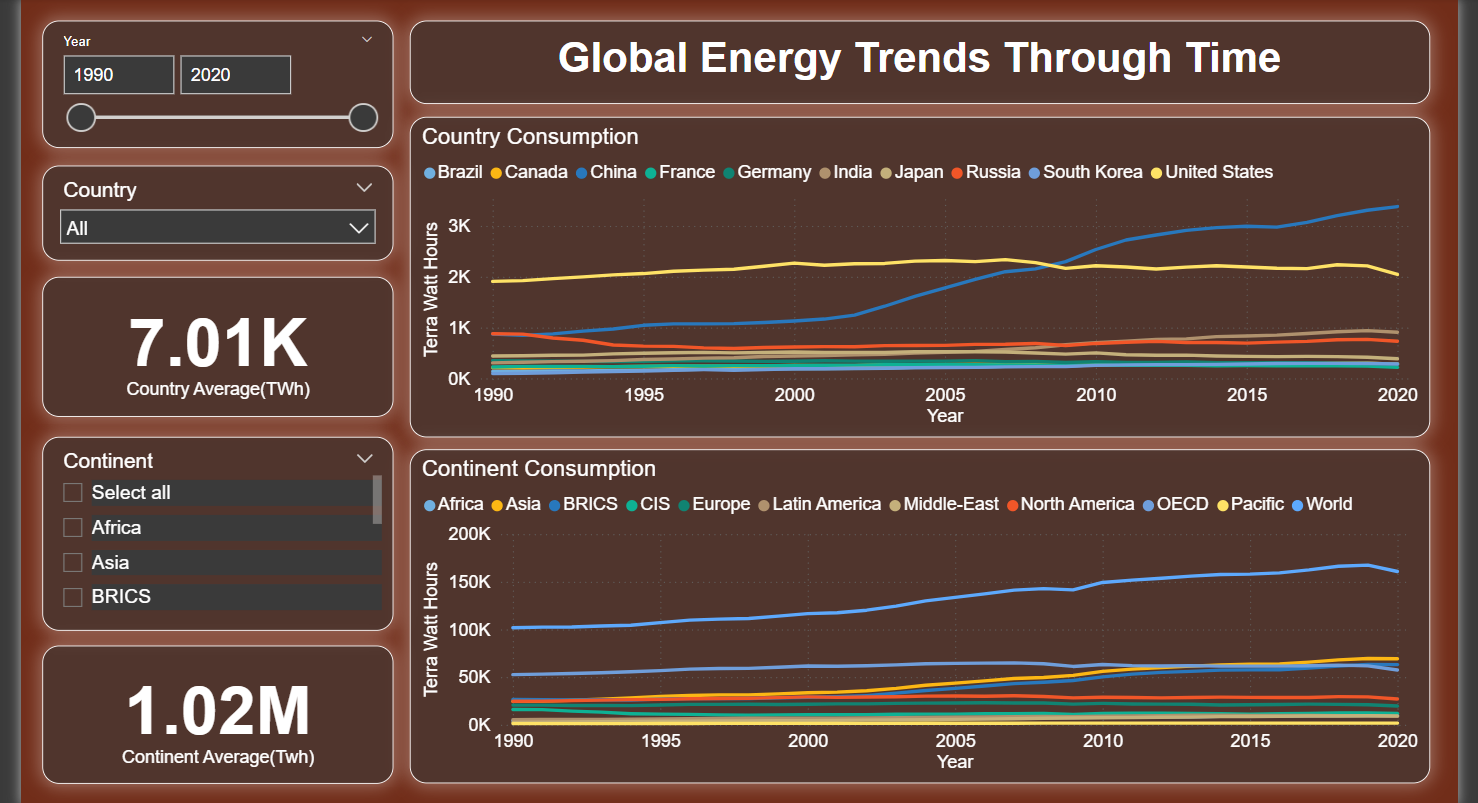 Year
1990 2020
Country
All
7.01K
Country Average(TWh)
Continent
Select all
Africa
Asia
BRICS
1.02M
Continent Average(Twh)
Global Energy Trends Through Time
Country Consumption
Brazil Canada China France Germany India Japan Russia South Korea United States
Terra Watt Hours
3K
2K
1K
0K
1990 1995 2000 2005 2010 2015 2020
Year
Continent Consumption
Africa Asia BRICS CIS Europe Latin America Middle-East North America OECD Pacific World
Terra Watt Hours
200K
150K
100K
50K
0K
1990 1995 2000 2005 2010 2015 2020
Year